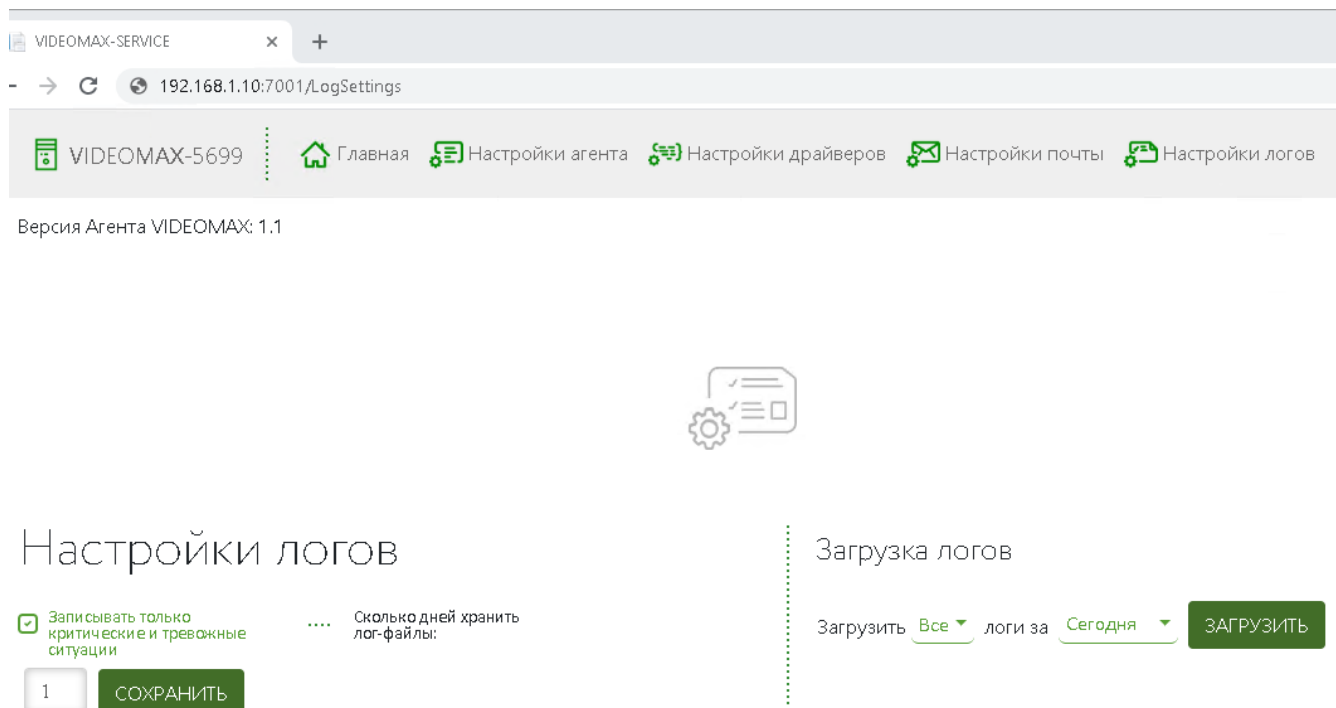 VIDEOMAX-SERVICE
192.168.1.10:7001/LogSettings
VIDEOMAX-5699 Главная Настройки агента Настройки драйверов Настройки почты Настройки логов
Версия Агента VIDEOMAX: 1.1
Настройки логов
Записывать только
критические и тревожные
ситуации
Сколько дней хранить
лог-файлы:
1 СОХРАНИТЬ
Загрузка логов
Загрузить Все логи за Сегодня ЗАГРУЗИТЬ